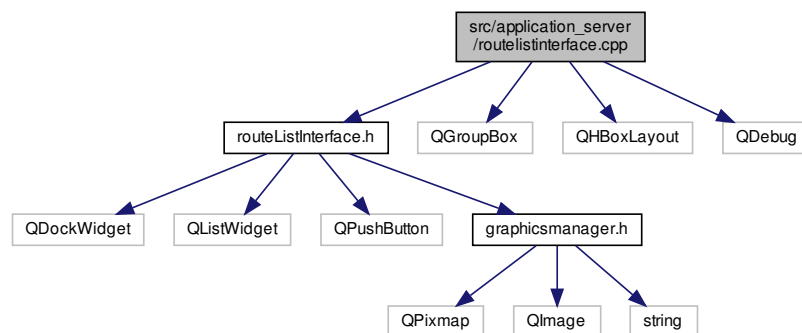 src/application_server
/routelistinterface.cpp
routeListInterface.h
QGroupBox
QHBoxLayout
QDebug
QDockWidget
QListWidget
QPushButton
graphicsmanager.h
QPixmap
QImage
string